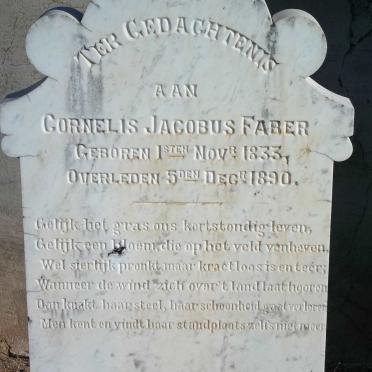 TER GEDACHTENIS
AAN
CORNELIS JACOBUS FABER
GEBOREN 1STEN NOVR. 1833,
OVERLEDEN 5DEN DECR. 1890.
Gelijk het gras ons kortstondig leven,
Gelijk een bloem, die op het veld verheven,
Wel sierlijk pronkt maar krachtloos is en teer;
Wanneer de wind zich over't land laat hooren
Dan knakt haar steel, haar schoonheid gaat verloren
Men kent en vindt haar standplaats zelfs niet meer